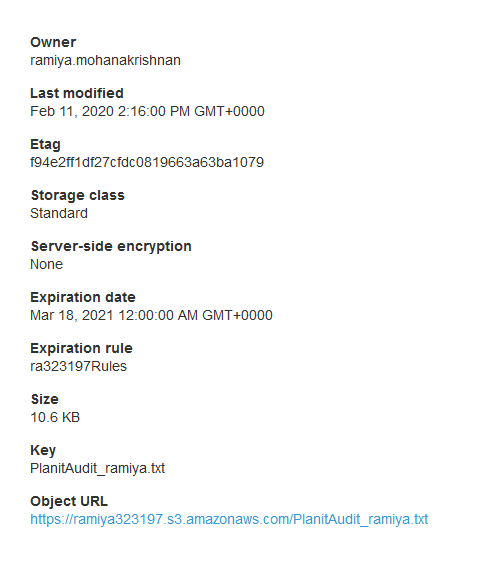 Owner
ramiya.mohanakrishnan
Last modified
Feb 11, 2020 2:16:00 PM GMT+0000
Etag
f94e2ff1df27cfdc0819663a63ba1079
Storage class
Standard
Server-side encryption
None
Expiration date
Mar 18, 2021 12:00:00 AM GMT+0000
Expiration rule
ra323197Rules
Size
10.6 KB
Key
PlanitAudit_ramiya.txt
Object URL
https://ramiya323197.s3.amazonaws.com/PlanitAudit_ramiya.txt